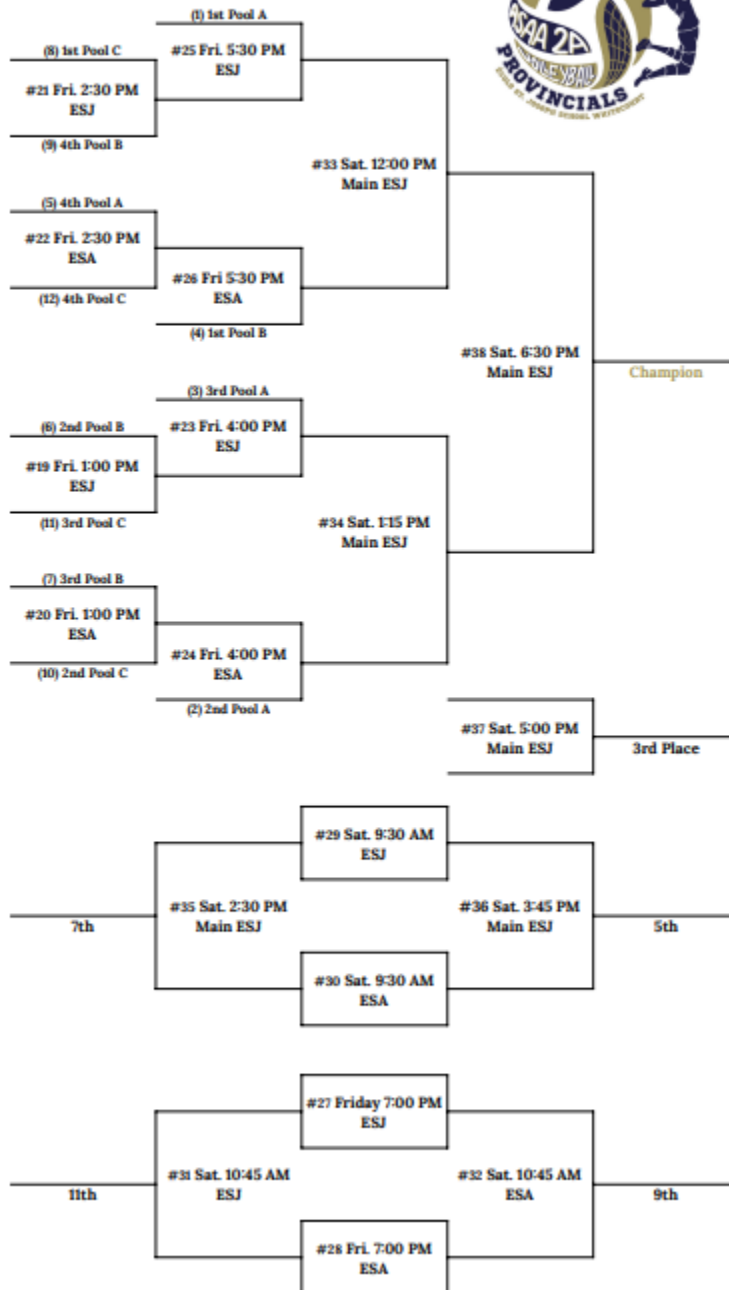 ASAA 2A
VOLLEYBALL
PROVINCIALS
ECOLE ST. JOSEPH SCHOOL WHITECOURT
(1) 1st Pool A
(8) 1st Pool C
#25 Fri. 5:30 PM
ESJ
#21 Fri. 2:30 PM
ESJ
(9) 4th Pool B
#33 Sat. 12:00 PM
Main ESJ
(5) 4th Pool A
#22 Fri. 2:30 PM
ESA
#26 Fri 5:30 PM
ESA
(12) 4th Pool C
(4) 1st Pool B
#38 Sat. 6:30 PM
Main ESJ
Champion
(3) 3rd Pool A
(6) 2nd Pool B
#23 Fri. 4:00 PM
ESJ
#19 Fri. 1:00 PM
ESJ
(11) 3rd Pool C
#34 Sat. 1:15 PM
Main ESJ
(7) 3rd Pool B
#20 Fri. 1:00 PM
ESA
#24 Fri. 4:00 PM
ESA
(10) 2nd Pool C
(2) 2nd Pool A
#37 Sat. 5:00 PM
Main ESJ
3rd Place
#29 Sat. 9:30 AM
ESJ
#35 Sat. 2:30 PM
Main ESJ
#36 Sat. 3:45 PM
Main ESJ
7th
5th
#30 Sat. 9:30 AM
ESA
#27 Friday 7:00 PM
ESJ
#31 Sat. 10:45 AM
ESJ
#32 Sat. 10:45 AM
ESA
11th
9th
#28 Fri. 7:00 PM
ESA